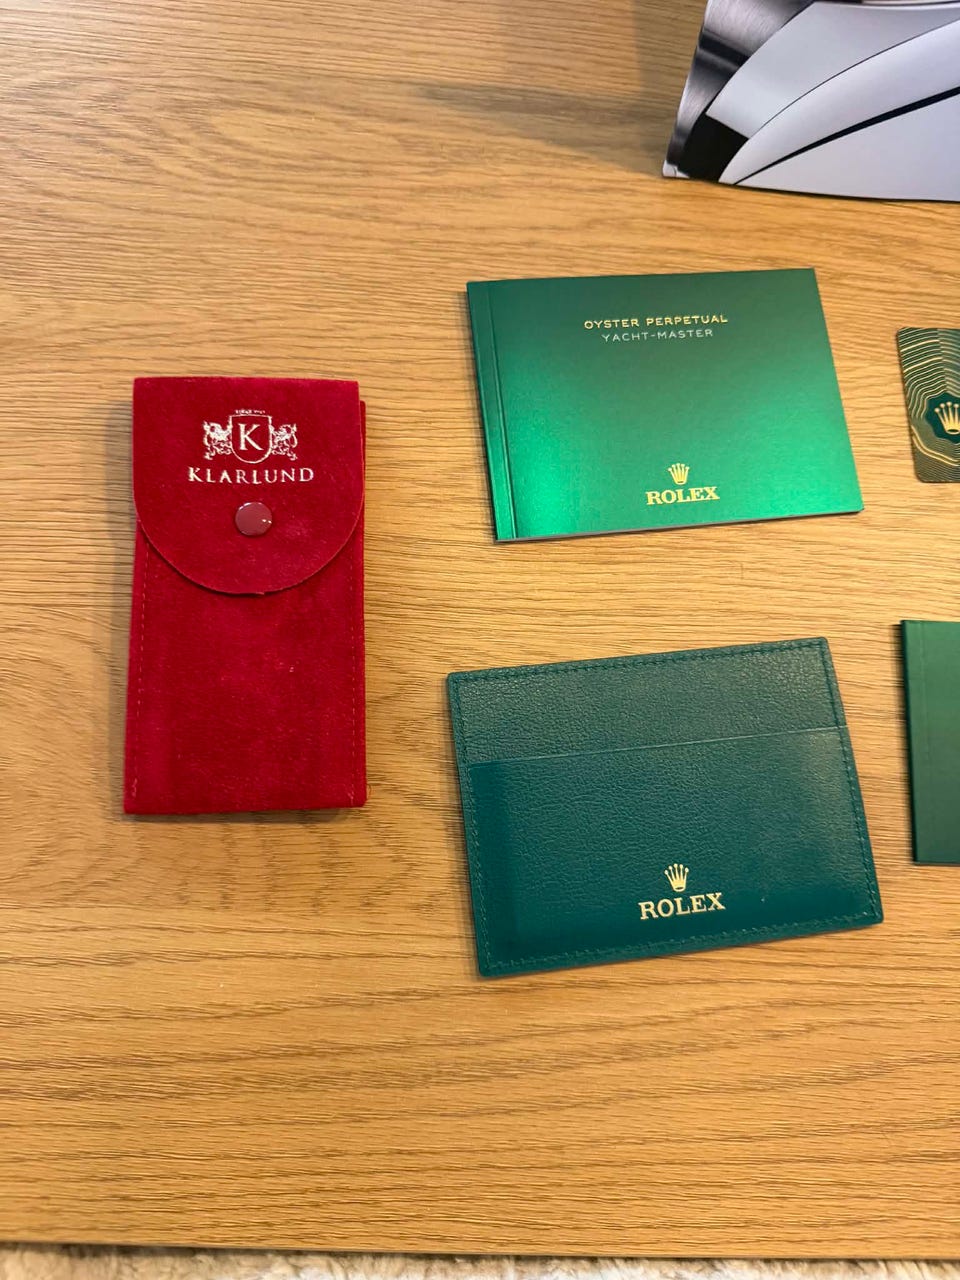 K
KLARLUND
OYSTER PERPETUAL
YACHT-MASTER
ROLEX
ROLEX